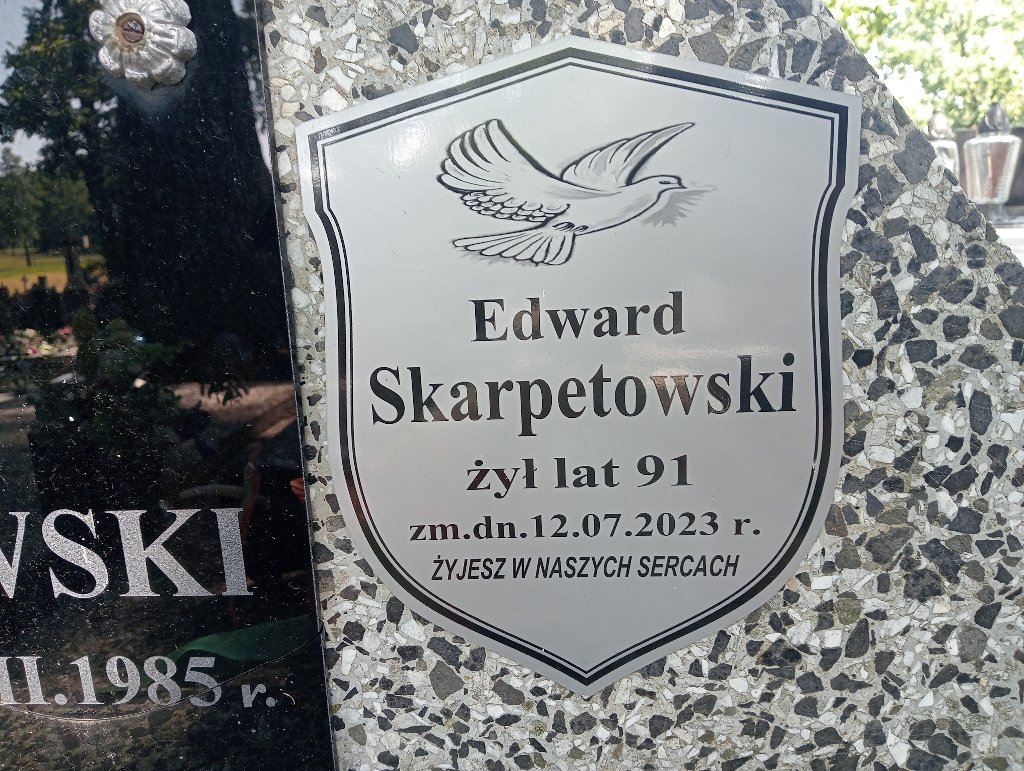 Edward
Skarpetowski
żył lat 91
zm.dn.12.07.2023 r.
ŻYJESZ W NASZYCH SERCACH
WSKI
II.1985 r.